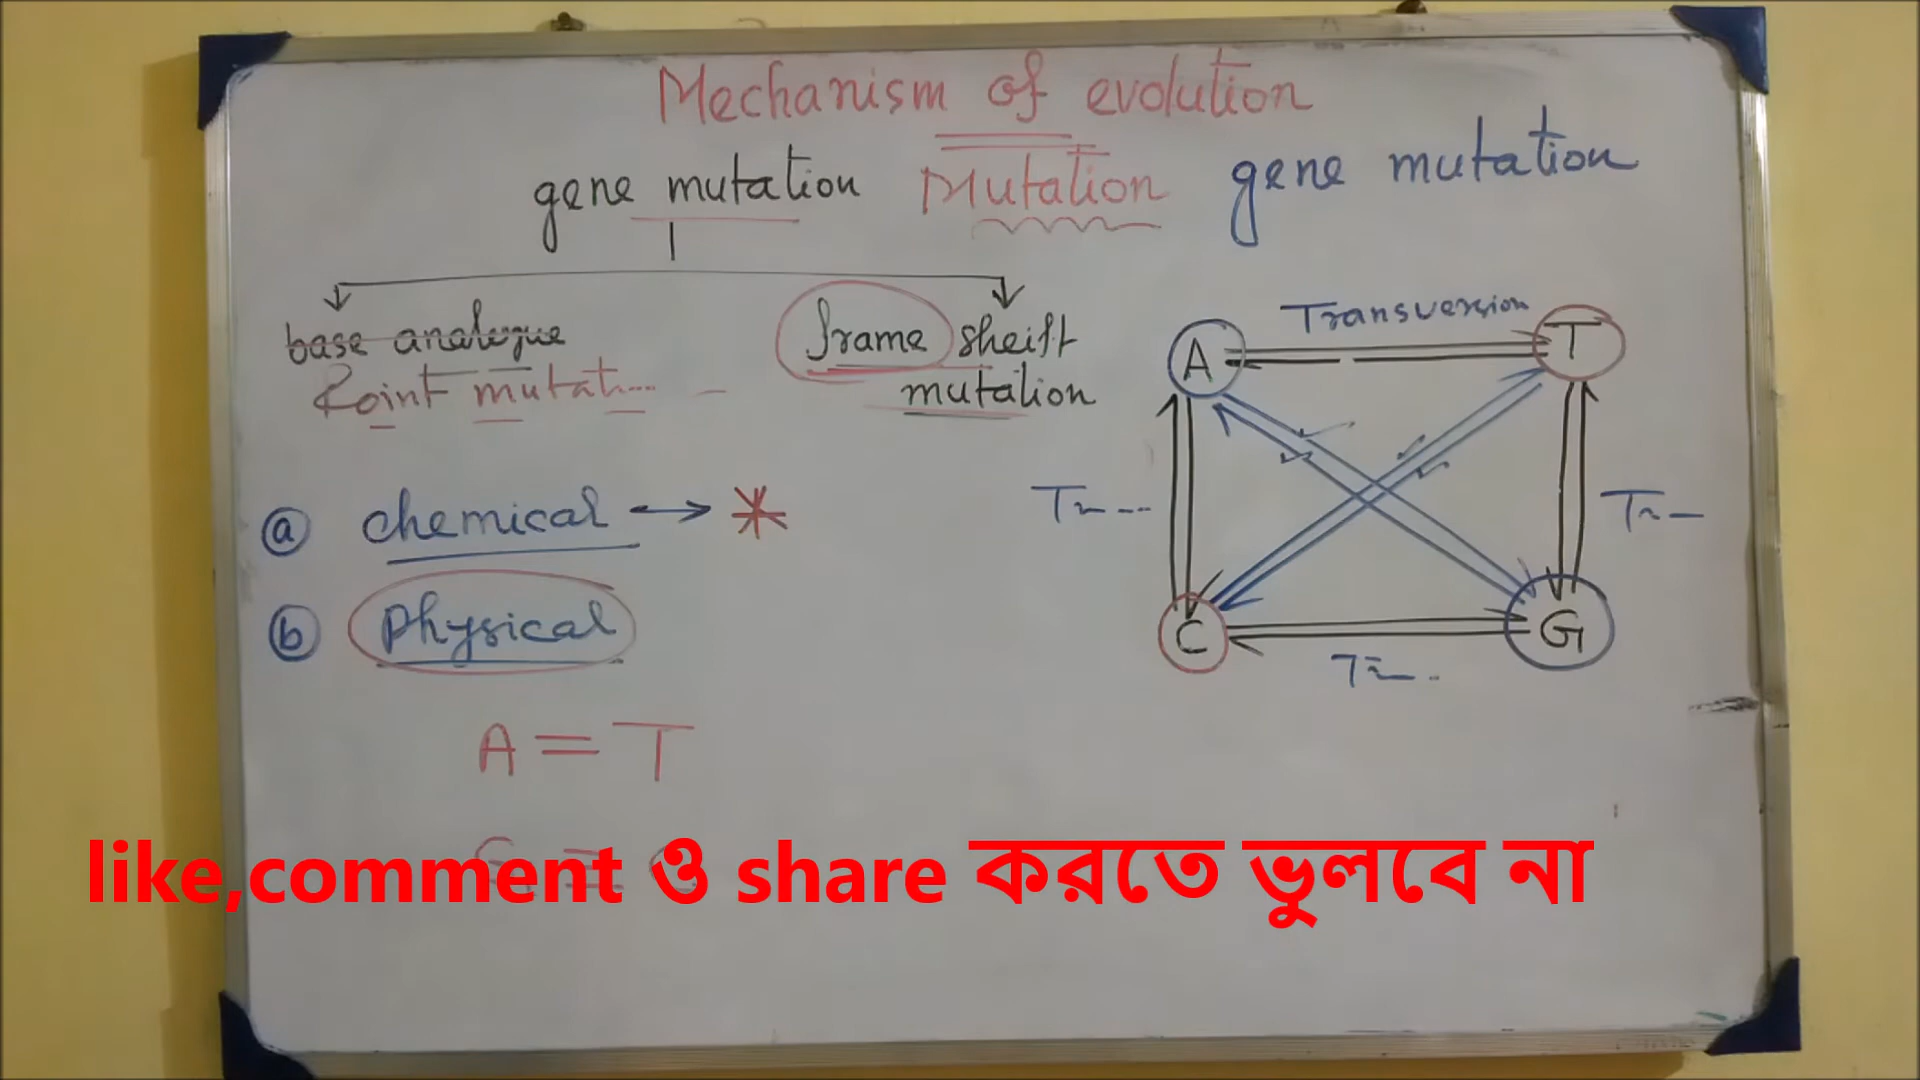 Mechanism of evolution
gene mutation Mutation gene mutation
base analogue
Point mutat...
frame sheift
mutation
Transversion
A
T
Tr---
Tr-
C
G
Tr--.
a chemical → *
b physical
A = T
G ≡ C
like,comment ও share করতে ভুলবে না